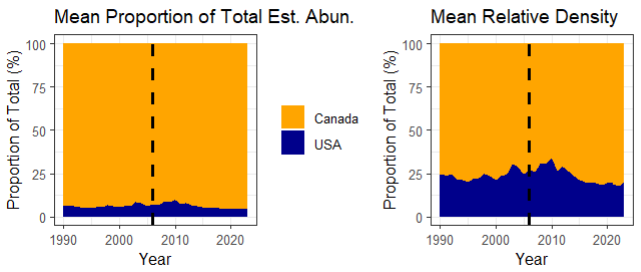 Mean Proportion of Total Est. Abun.
Proportion of Total (%)
100
75
50
25
0
1990 2000 2010 2020
Year
Canada
USA
Mean Relative Density
Proportion of Total (%)
100
75
50
25
0
1990 2000 2010 2020
Year